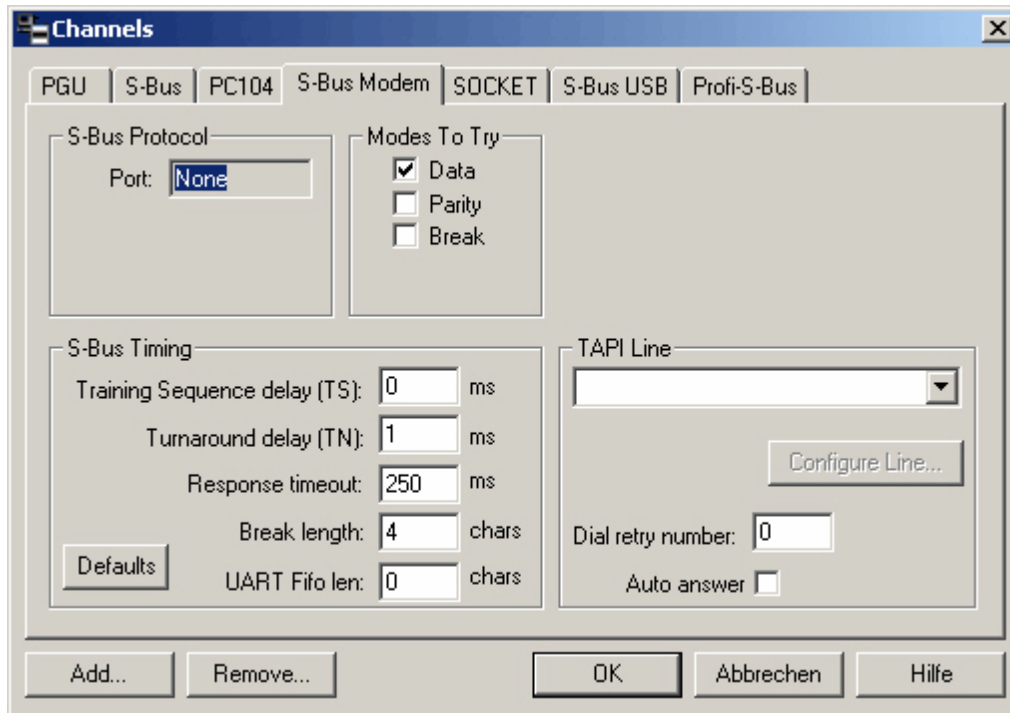 Channels
PGU S-Bus PC104 S-Bus Modem SOCKET S-Bus USB Profi-S-Bus
S-Bus Protocol
Port: None
Modes To Try
Data
Parity
Break
S-Bus Timing
Training Sequence delay (TS): 0 ms
Turnaround delay (TN): 1 ms
Response timeout: 250 ms
Break length: 4 chars
Defaults
UART Fifo len: 0 chars
TAPI Line
Configure Line...
Dial retry number: 0
Auto answer
Add... Remove... OK Abbrechen Hilfe